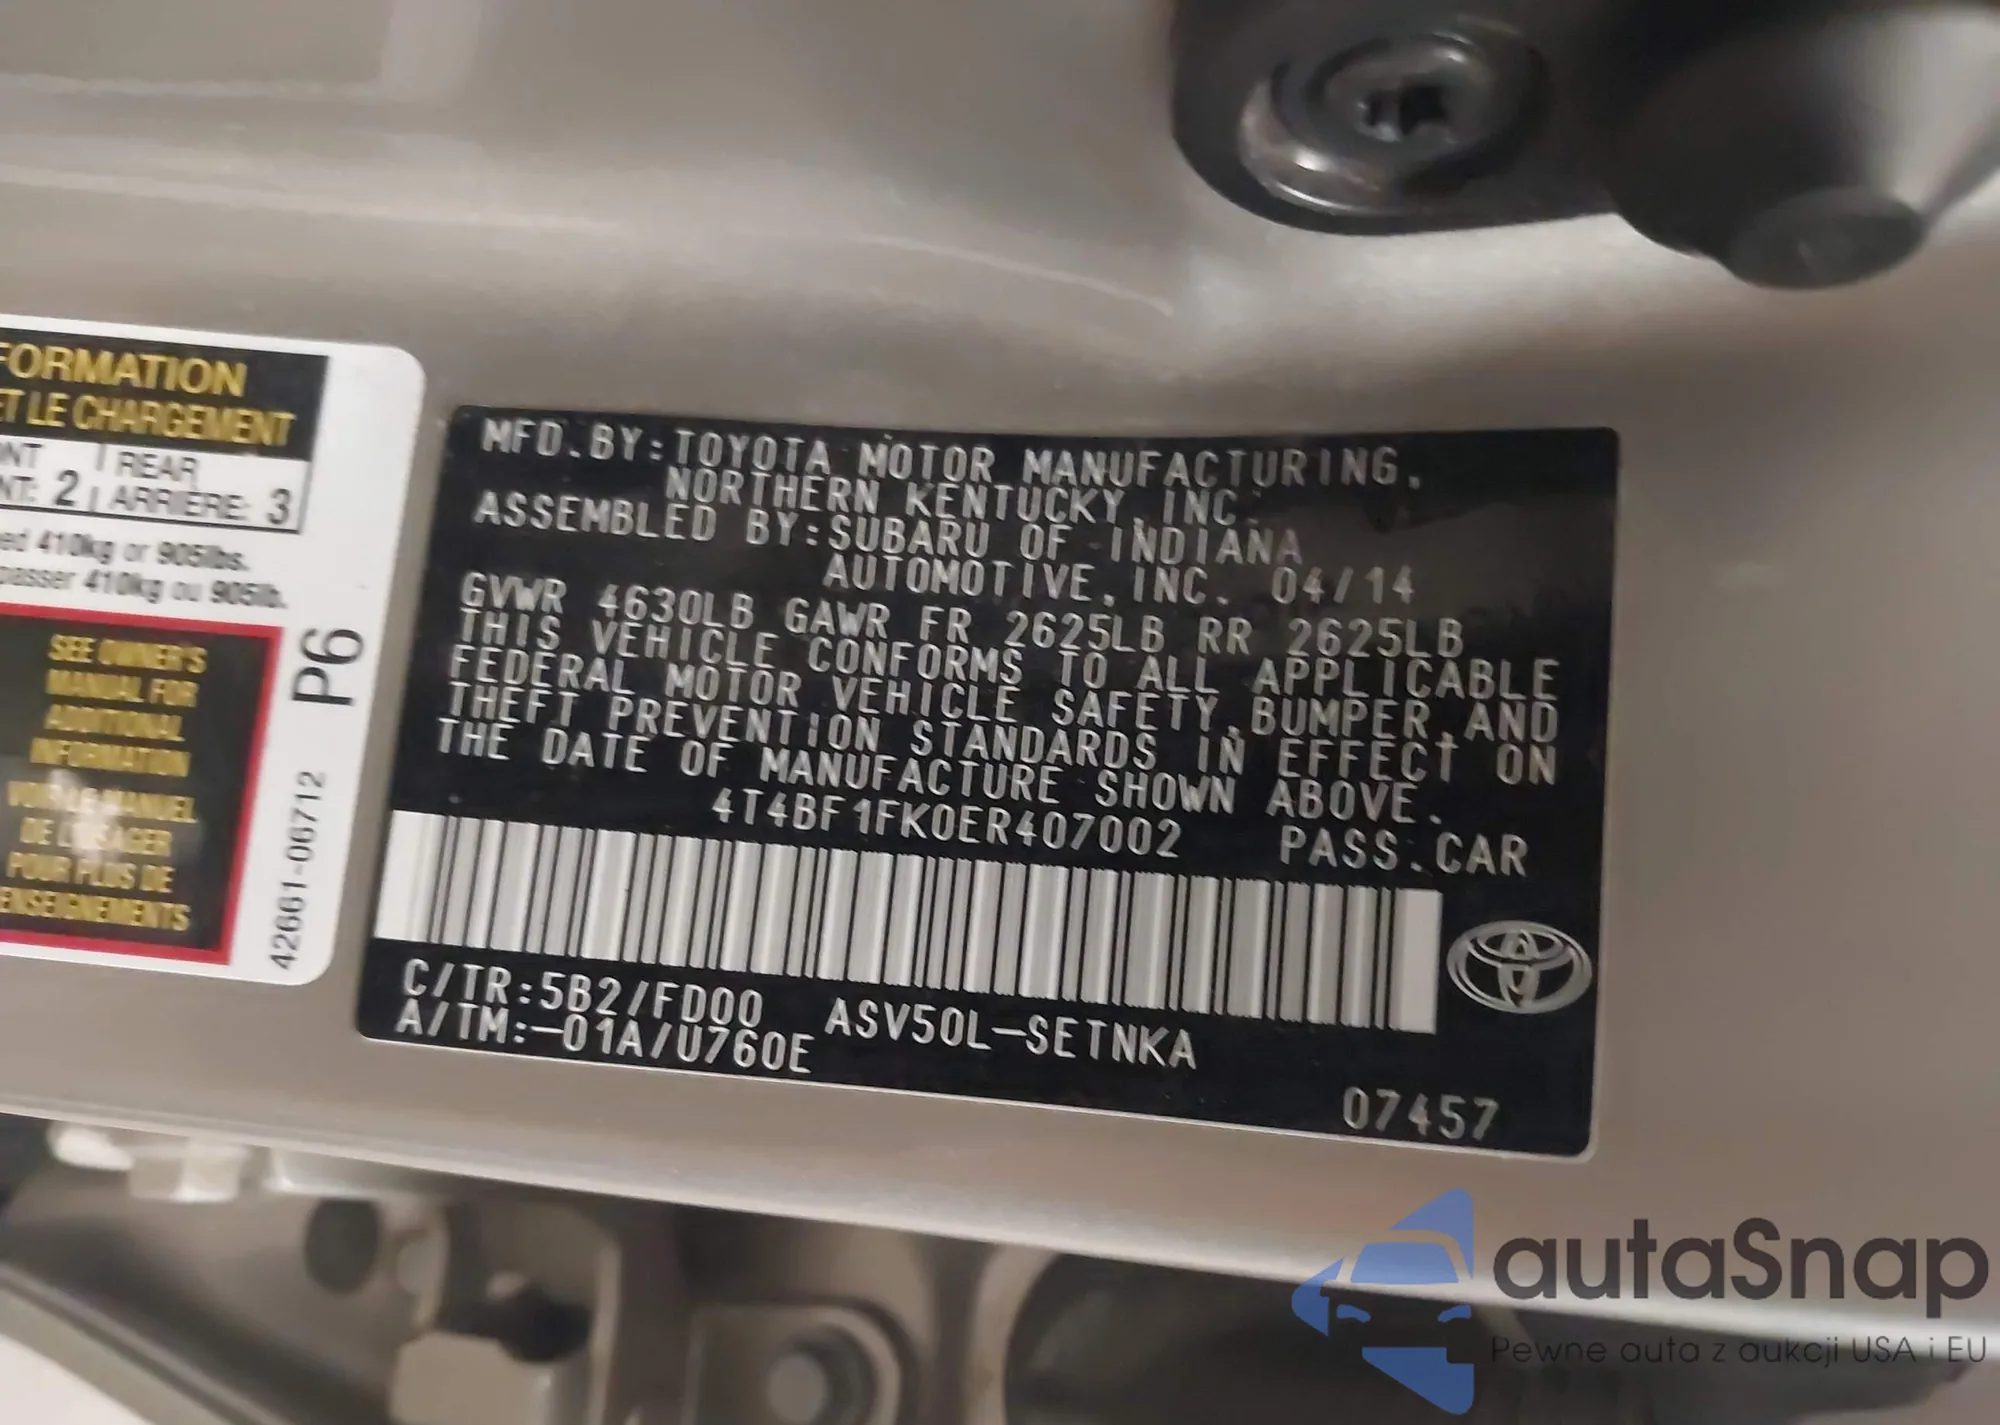 FORMATION
ET LE CHARGEMENT
REAR
2 ARRIÈRE: 3
410kg or 905lbs.
410kg ou 905lb.
SEE OWNER'S
MANUAL FOR
ADDITIONAL
INFORMATION
VOIR LE MANUEL
DE L'USAGER
POUR PLUS DE
RENSEIGNEMENTS
P6
42661-06712
MFD.BY:TOYOTA MOTOR MANUFACTURING,
NORTHERN KENTUCKY,INC.
ASSEMBLED BY:SUBARU OF INDIANA
AUTOMOTIVE,INC. 04/14
GVWR 4630LB GAWR FR 2625LB RR 2625LB
THIS VEHICLE CONFORMS TO ALL APPLICABLE
FEDERAL MOTOR VEHICLE SAFETY,BUMPER,AND
THEFT PREVENTION STANDARDS IN EFFECT ON
THE DATE OF MANUFACTURE SHOWN ABOVE.
4T4BF1FK0ER407002 PASS.CAR
C/TR:5B2/FD00 ASV50L-SETNKA
A/TM:-01A/U760E
07457
autaSnap
Pewne auta z aukcji USA i EU